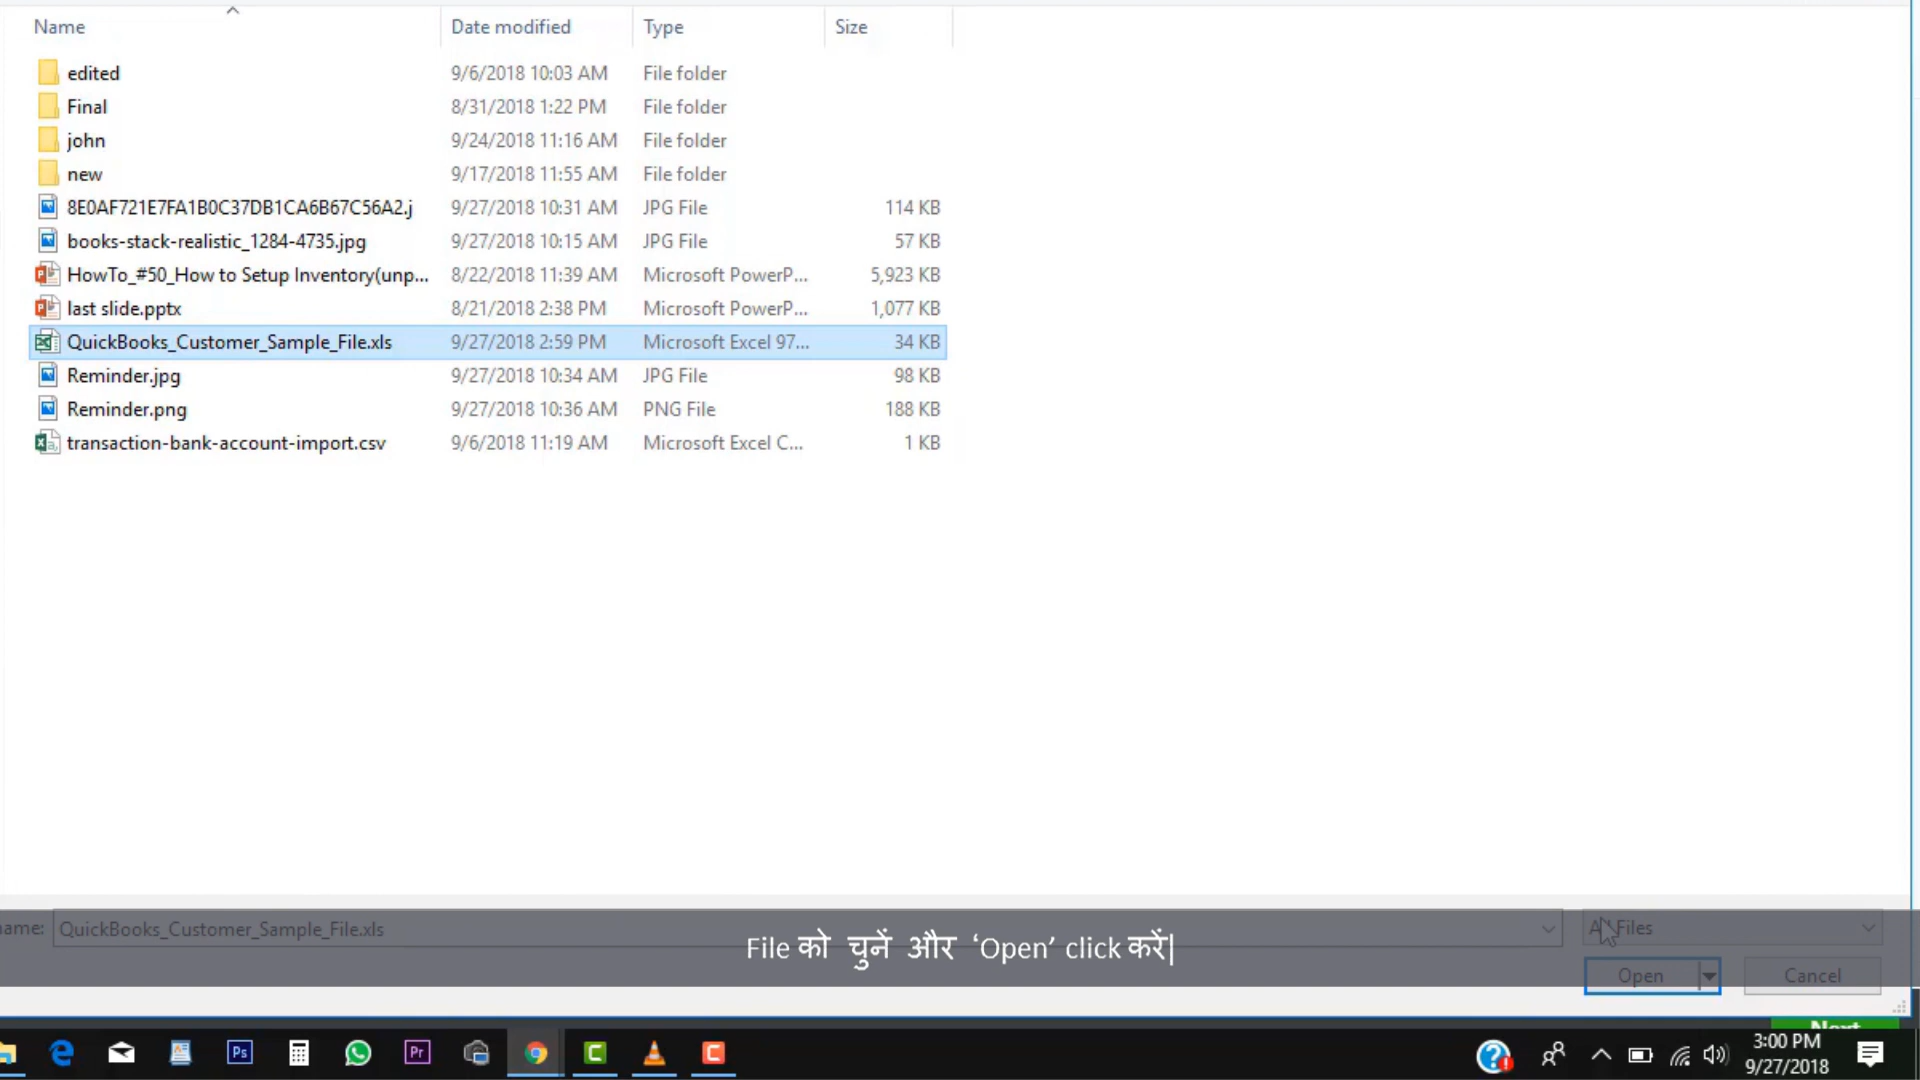 Name Date modified Type Size
edited 9/6/2018 10:03 AM File folder
Final 8/31/2018 1:22 PM File folder
john 9/24/2018 11:16 AM File folder
new 9/17/2018 11:55 AM File folder
8E0AF721E7FA1B0C37DB1CA6B67C56A2.j 9/27/2018 10:31 AM JPG File 114 KB
books-stack-realistic_1284-4735.jpg 9/27/2018 10:15 AM JPG File 57 KB
HowTo_#50_How to Setup Inventory(unp... 8/22/2018 11:39 AM Microsoft PowerP... 5,923 KB
last slide.pptx 8/21/2018 2:38 PM Microsoft PowerP... 1,077 KB
QuickBooks_Customer_Sample_File.xls 9/27/2018 2:59 PM Microsoft Excel 97... 34 KB
Reminder.jpg 9/27/2018 10:34 AM JPG File 98 KB
Reminder.png 9/27/2018 10:36 AM PNG File 188 KB
transaction-bank-account-import.csv 9/6/2018 11:19 AM Microsoft Excel C... 1 KB
ame: QuickBooks_Customer_Sample_File.xls Files
File को चुनें और ‘Open’ click करें|
Open Cancel
Ps Pr
3:00 PM
9/27/2018